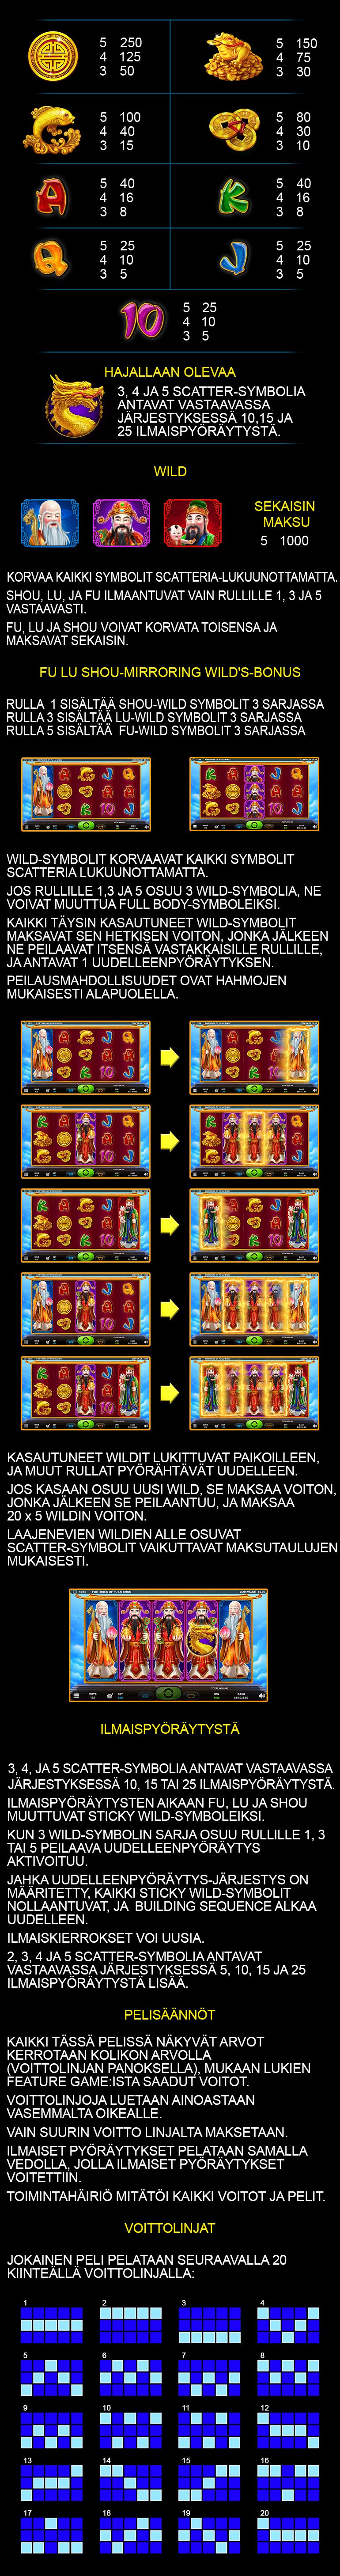 5 250
4 125
3 50
5 150
4 75
3 30
5 100
4 40
3 15
5 80
4 30
3 10
A
5 40
4 16
3 8
K
5 40
4 16
3 8
Q
5 25
4 10
3 5
J
5 25
4 10
3 5
10
5 25
4 10
3 5
HAJALLAAN OLEVAA
3, 4 JA 5 SCATTER-SYMBOLIA
ANTAVAT VASTAAVASSA
JÄRJESTYKSESSÄ 10,15 JA
25 ILMAISPYÖRÄYTYSTÄ.
WILD
SEKAISIN
MAKSU
5 1000
KORVAA KAIKKI SYMBOLIT SCATTERIA-LUKUUNOTTAMATTA.
SHOU, LU, JA FU ILMAANTUVAT VAIN RULLILLE 1, 3 JA 5
VASTAAVASTI.
FU, LU JA SHOU VOIVAT KORVATA TOISENSA JA
MAKSAVAT SEKAISIN.
FU LU SHOU-MIRRORING WILD'S-BONUS
RULLA 1 SISÄLTÄÄ SHOU-WILD SYMBOLIT 3 SARJASSA
RULLA 3 SISÄLTÄÄ LU-WILD SYMBOLIT 3 SARJASSA
RULLA 5 SISÄLTÄÄ FU-WILD SYMBOLIT 3 SARJASSA
WILD-SYMBOLIT KORVAAVAT KAIKKI SYMBOLIT
SCATTERIA LUKUUNOTTAMATTA.
JOS RULLILLE 1,3 JA 5 OSUU 3 WILD-SYMBOLIA, NE
VOIVAT MUUTTUA FULL BODY-SYMBOLEIKSI.
KAIKKI TÄYSIN KASAUTUNEET WILD-SYMBOLIT
MAKSAVAT SEN HETKISEN VOITON, JONKA JÄLKEEN
NE PEILAAVAT ITSENSÄ VASTAKKAISILLE RULLILLE,
JA ANTAVAT 1 UUDELLEENPYÖRÄYTYKSEN.
PEILAUSMAHDOLLISUUDET OVAT HAHMOJEN
MUKAISESTI ALAPUOLELLA.
KASAUTUNEET WILDIT LUKITTUVAT PAIKOILLEEN,
JA MUUT RULLAT PYÖRÄHTÄVÄT UUDELLEEN.
JOS KASAAN OSUU UUSI WILD, SE MAKSAA VOITON,
JONKA JÄLKEEN SE PEILAANTUU, JA MAKSAA
20 x 5 WILDIN VOITON.
LAAJENEVIEN WILDIEN ALLE OSUVAT
SCATTER-SYMBOLIT VAIKUTTAVAT MAKSUTAULUJEN
MUKAISESTI.
ILMAISPYÖRÄYTYSTÄ
3, 4, JA 5 SCATTER-SYMBOLIA ANTAVAT VASTAAVASSA
JÄRJESTYKSESSÄ 10, 15 TAI 25 ILMAISPYÖRÄYTYSTÄ.
ILMAISPYÖRÄYTYSTEN AIKAAN FU, LU JA SHOU
MUUTTUVAT STICKY WILD-SYMBOLEIKSI.
KUN 3 WILD-SYMBOLIN SARJA OSUU RULLILLE 1, 3
TAI 5 PEILAAVA UUDELLEENPYÖRÄYTYS
AKTIVOITUU.
JAHKA UUDELLEENPYÖRÄYTYS-JÄRJESTYS ON
MÄÄRITETTY, KAIKKI STICKY WILD-SYMBOLIT
NOLLAANTUVAT, JA BUILDING SEQUENCE ALKAA
UUDELLEEN.
ILMAISKIERROKSET VOI UUSIA.
2, 3, 4 JA 5 SCATTER-SYMBOLIA ANTAVAT
VASTAAVASSA JÄRJESTYKSESSÄ 5, 10, 15 JA 25
ILMAISPYÖRÄYTYSTÄ LISÄÄ.
PELISÄÄNNÖT
KAIKKI TÄSSÄ PELISSÄ NÄKYVÄT ARVOT
KERROTAAN KOLIKON ARVOLLA
(VOITTOLINJAN PANOKSELLA), MUKAAN LUKIEN
FEATURE GAME:ISTA SAADUT VOITOT.
VOITTOLINJOJA LUETAAN AINOASTAAN
VASEMMALTA OIKEALLE.
VAIN SUURIN VOITTO LINJALTA MAKSETAAN.
ILMAISET PYÖRÄYTYKSET PELATAAN SAMALLA
VEDOLLA, JOLLA ILMAISET PYÖRÄYTYKSET
VOITETTIIN.
TOIMINTAHÄIRIÖ MITÄTÖI KAIKKI VOITOT JA PELIT.
VOITTOLINJAT
JOKAINEN PELI PELATAAN SEURAAVALLA 20
KIINTEÄLLÄ VOITTOLINJALLA:
1 2 3 4
5 6 7 8
9 10 11 12
13 14 15 16
17 18 19 20